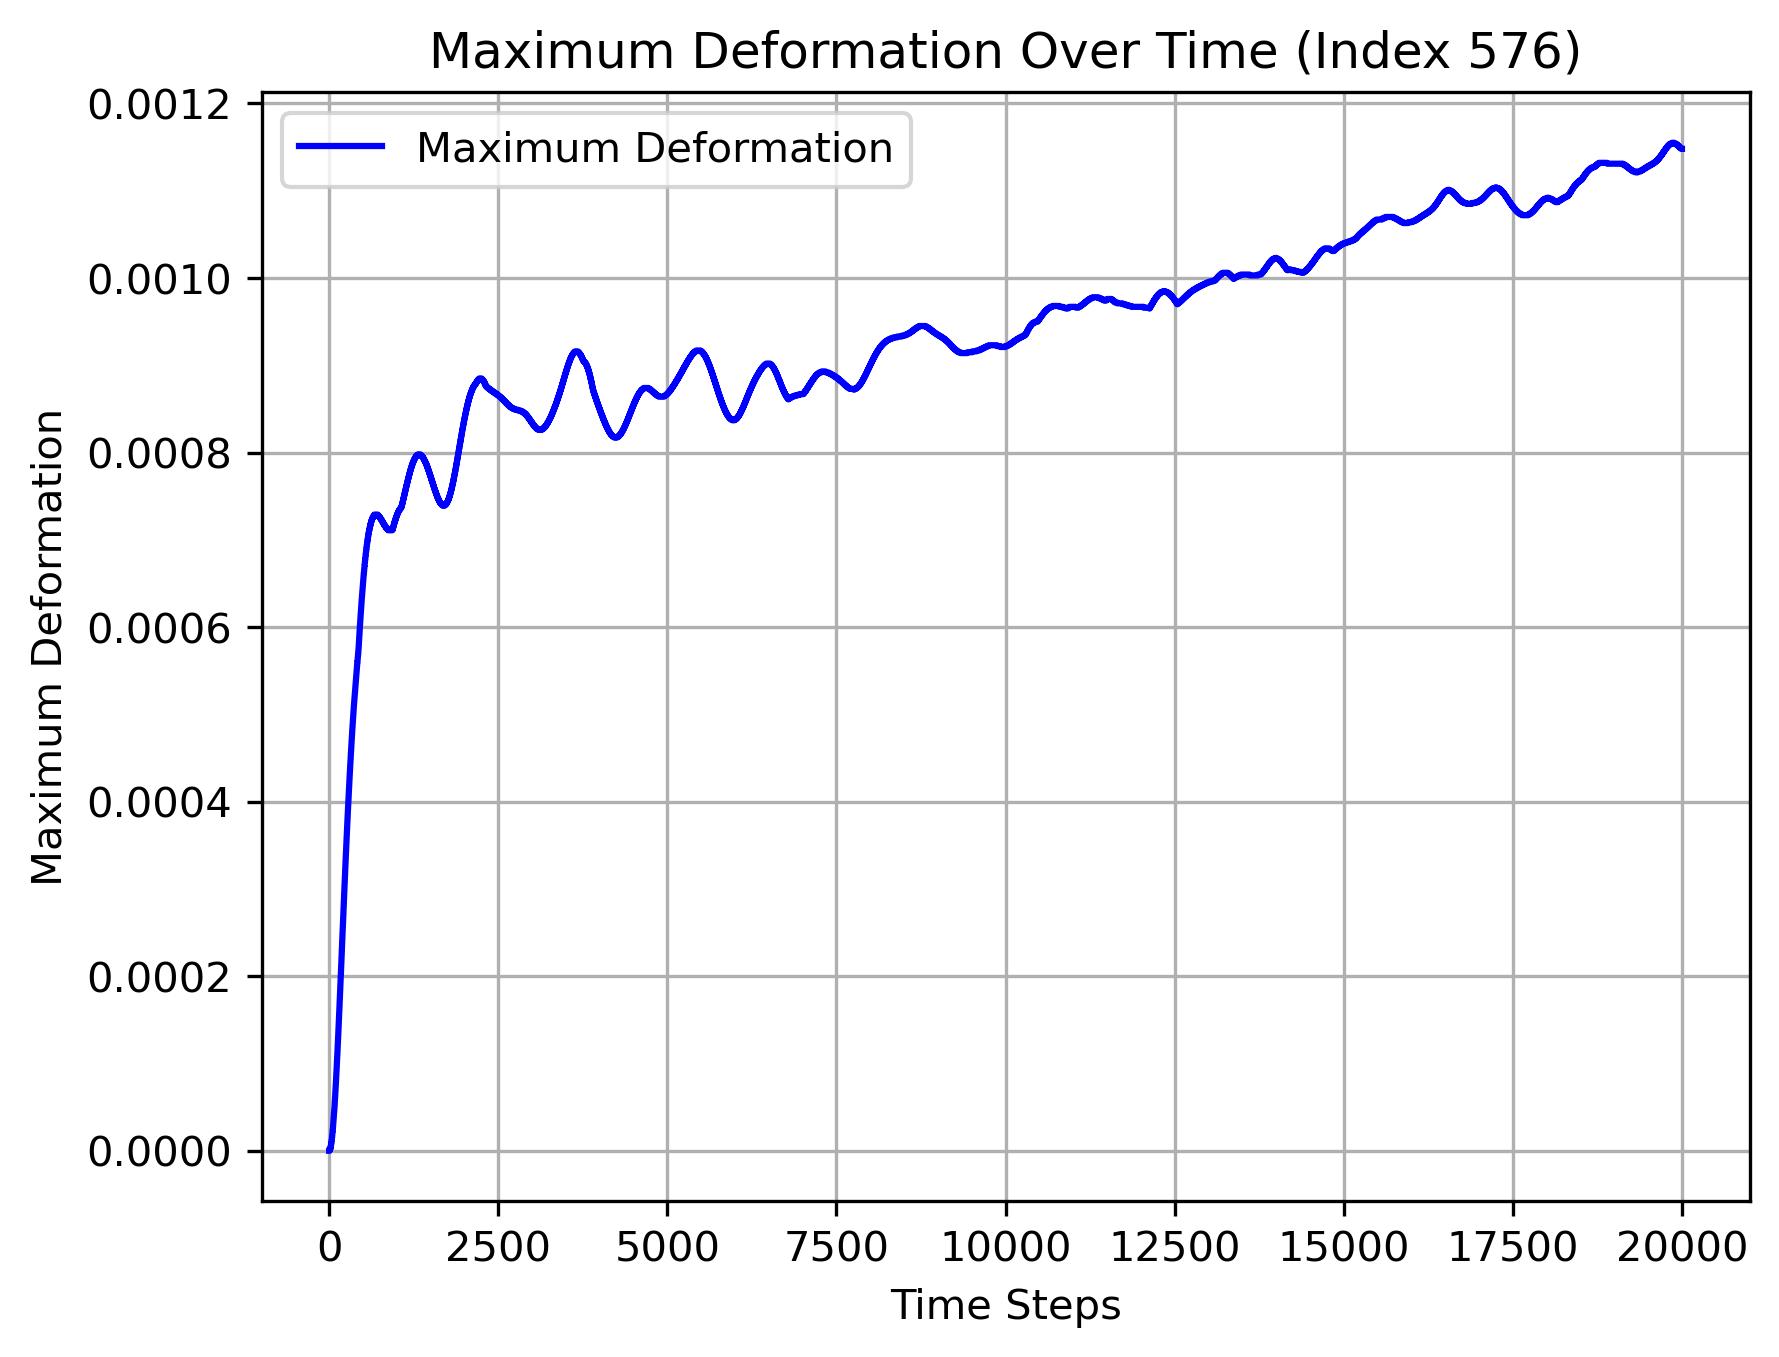 Maximum Deformation Over Time (Index 576)
Maximum Deformation
0.0012
0.0010
0.0008
0.0006
0.0004
0.0002
0.0000
Maximum Deformation
0 2500 5000 7500 10000 12500 15000 17500 20000
Time Steps